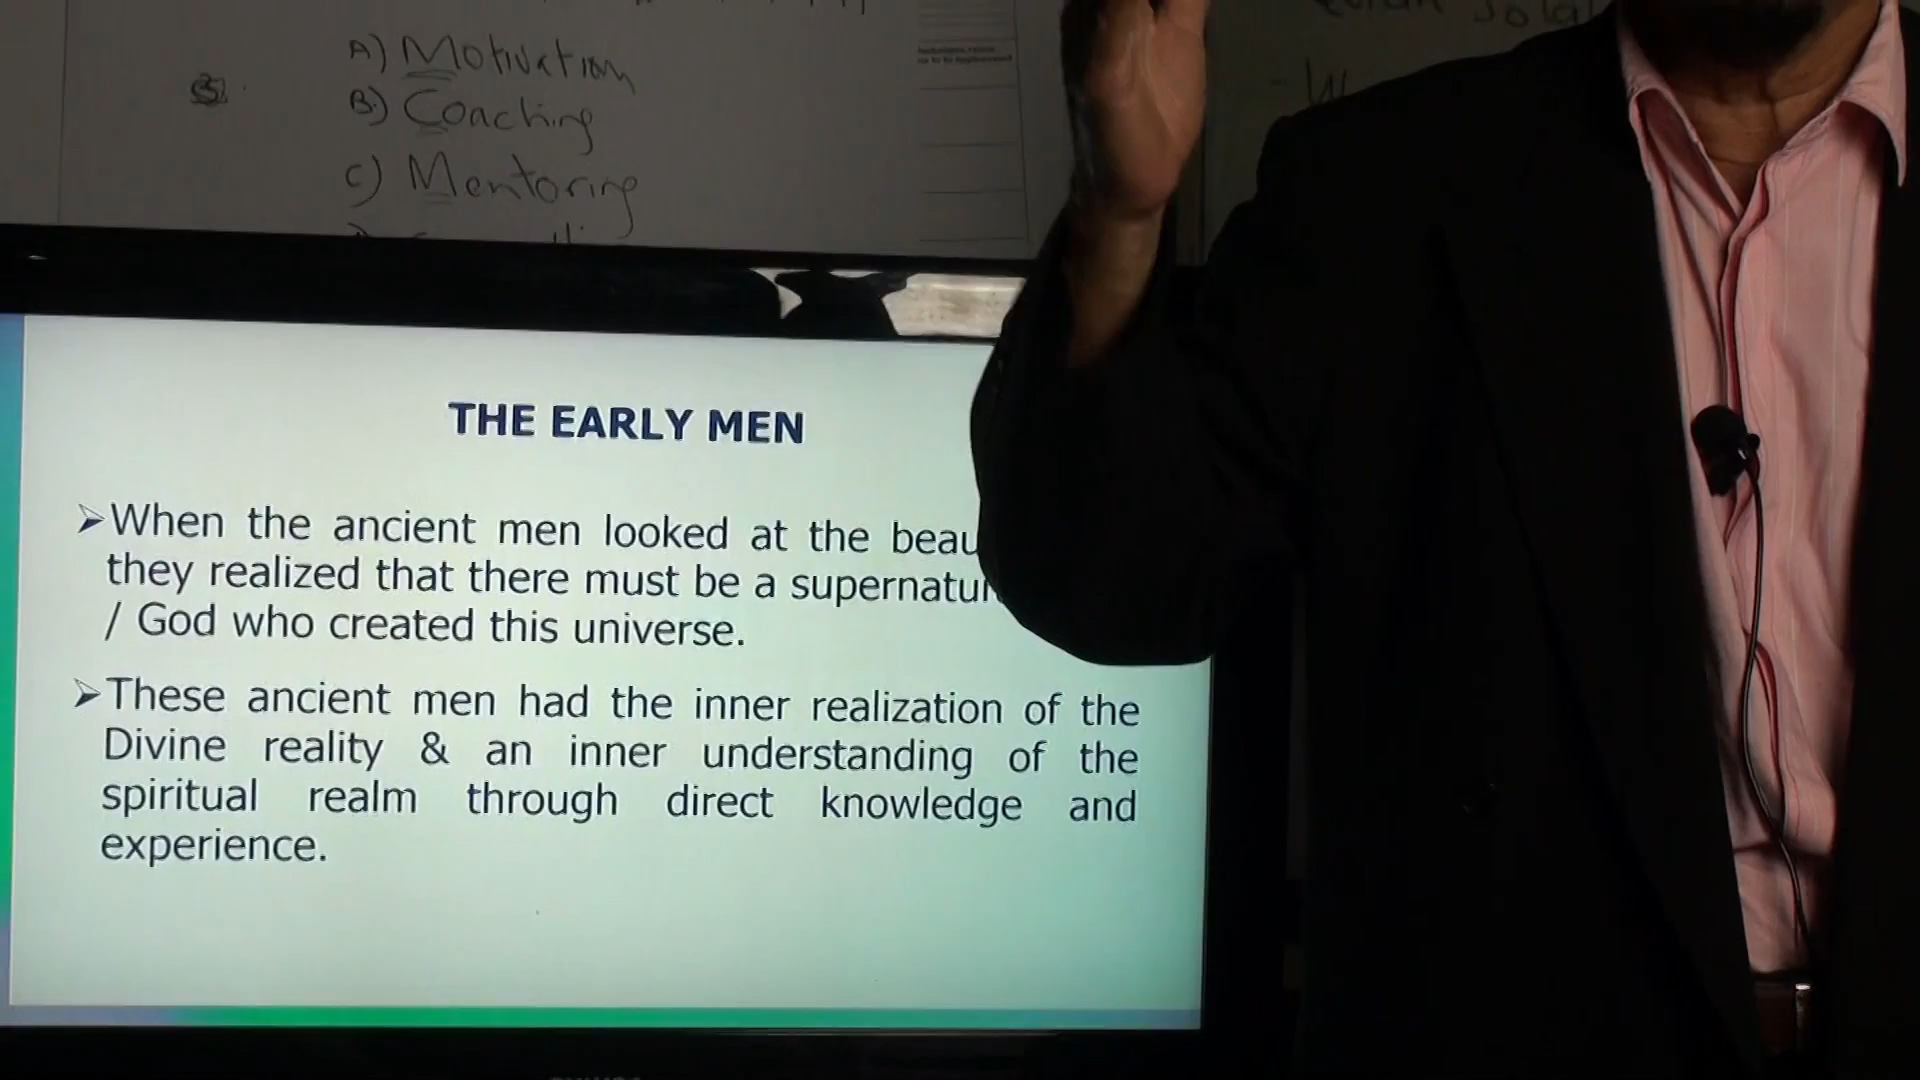 A) Motivation
B) Coaching
C) Mentoring
THE EARLY MEN
➢When the ancient men looked at the
they realized that there must be a
/ God who created this universe.
➢These ancient men had the inner realization of the
Divine reality & an inner understanding of the
spiritual realm through direct knowledge and
experience.